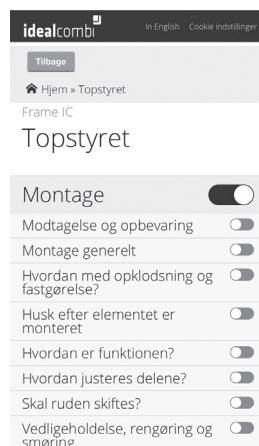 idealcombi
In English Cookie indstillinger
Tilbage
Hjem » Topstyret
Frame IC
Topstyret
Montage
Modtagelse og opbevaring
Montage generelt
Hvordan med opklodsning og
fastgørelse?
Husk efter elementet er
monteret
Hvordan er funktionen?
Hvordan justeres delene?
Skal ruden skiftes?
Vedligeholdelse, rengøring og
smøring